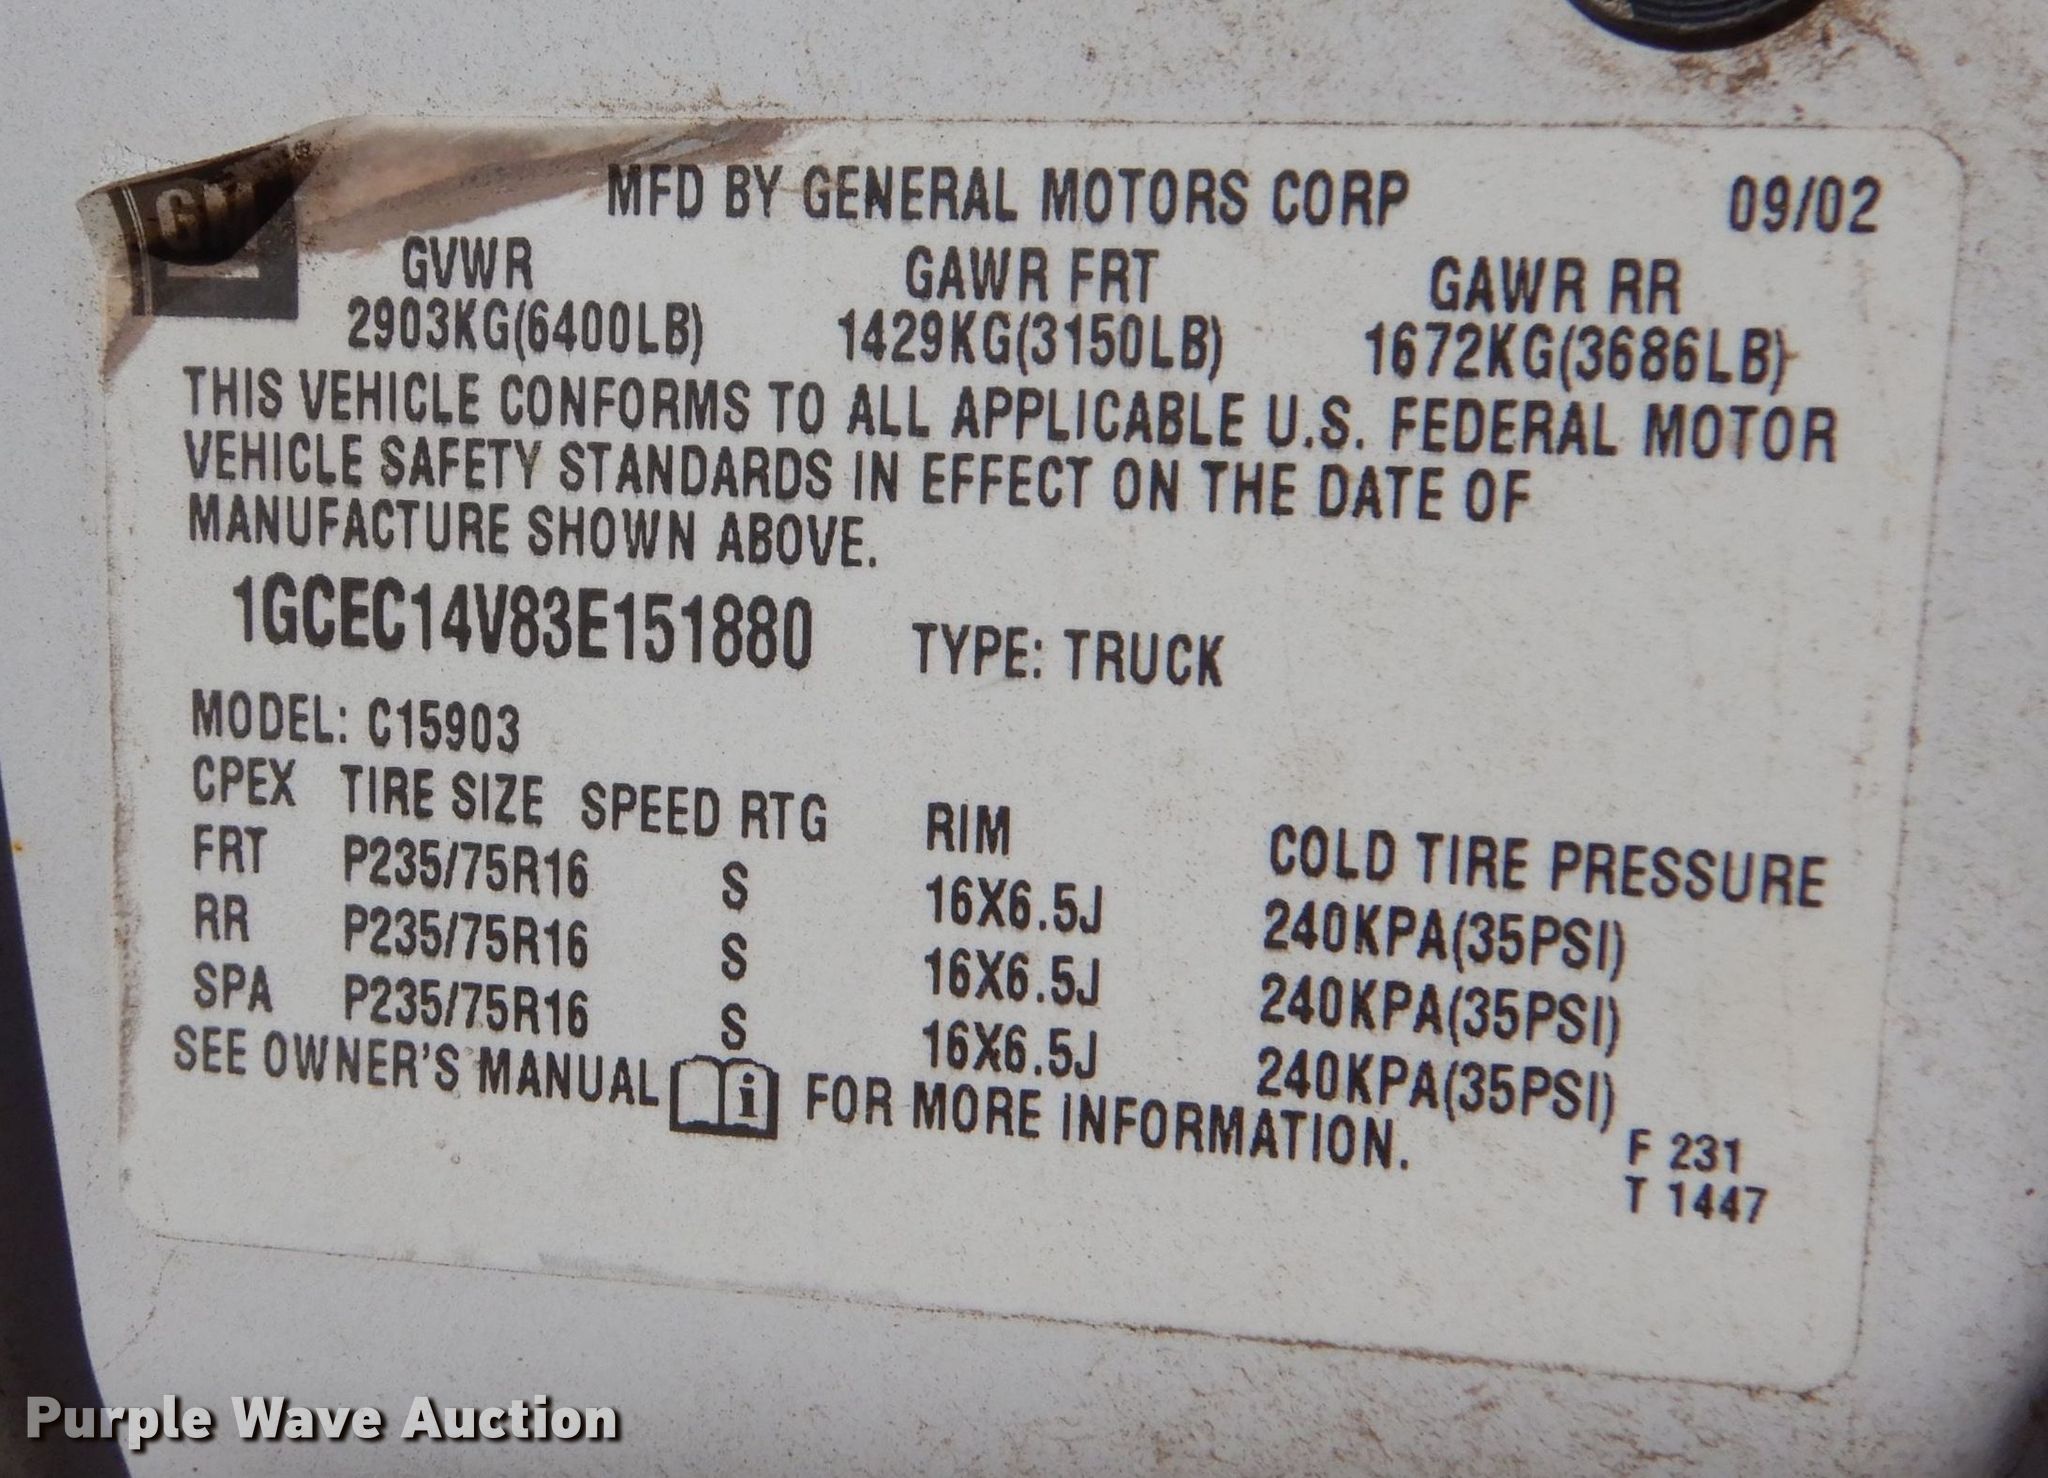 GM
MFD BY GENERAL MOTORS CORP 09/02
GVWR GAWR FRT GAWR RR
2903KG(6400LB) 1429KG(3150LB) 1672KG(3686LB)
THIS VEHICLE CONFORMS TO ALL APPLICABLE U.S. FEDERAL MOTOR
VEHICLE SAFETY STANDARDS IN EFFECT ON THE DATE OF
MANUFACTURE SHOWN ABOVE.
1GCEC14V83E151880 TYPE: TRUCK
MODEL: C15903
CPEX TIRE SIZE SPEED RTG RIM COLD TIRE PRESSURE
FRT P235/75R16 S 16X6.5J 240KPA(35PSI)
RR P235/75R16 S 16X6.5J 240KPA(35PSI)
SPA P235/75R16 S 16X6.5J 240KPA(35PSI)
SEE OWNER'S MANUAL i FOR MORE INFORMATION.
F 231
T 1447
Purple Wave Auction